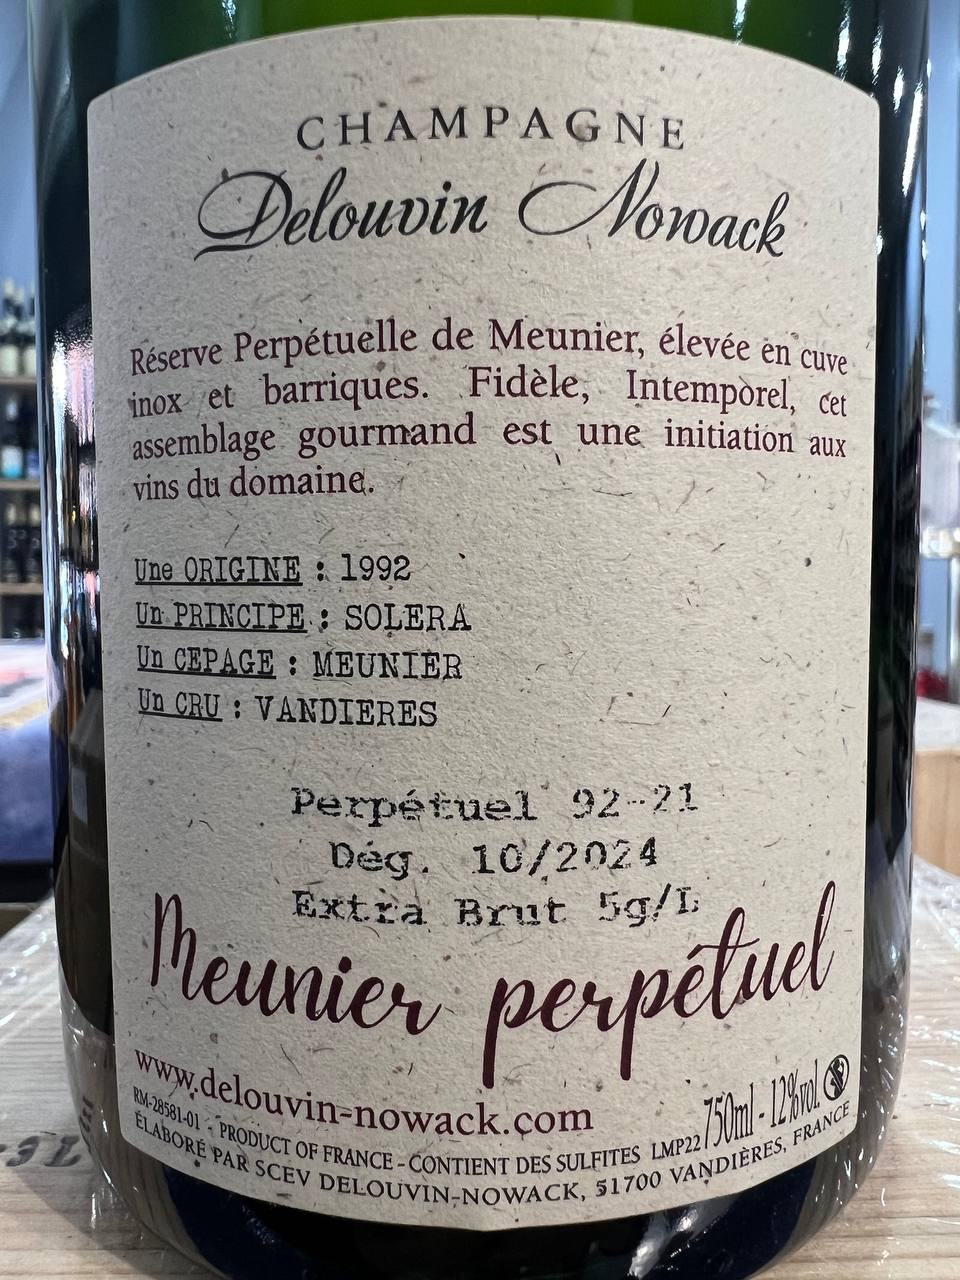 CHAMPAGNE
Delouvin Nowack
Réserve Perpétuelle de Meunier, élevée en cuve
inox et barriques. Fidèle, Intemporel, cet
assemblage gourmand est une initiation aux
vins du domaine.
Une ORIGINE : 1992
Un PRINCIPE : SOLERA
Un CEPAGE : MEUNIER
Un CRU : VANDIERES
Perpétuel 92-21
Dég. 10/2024
Extra Brut 5g/L
Meunier perpétuel
www.delouvin-nowack.com
750ml - 12%vol.
RM-28581-01 - PRODUCT OF FRANCE - CONTIENT DES SULFITES LMP22
ÉLABORÉ PAR SCEV DELOUVIN-NOWACK, 51700 VANDIÈRES, FRANCE